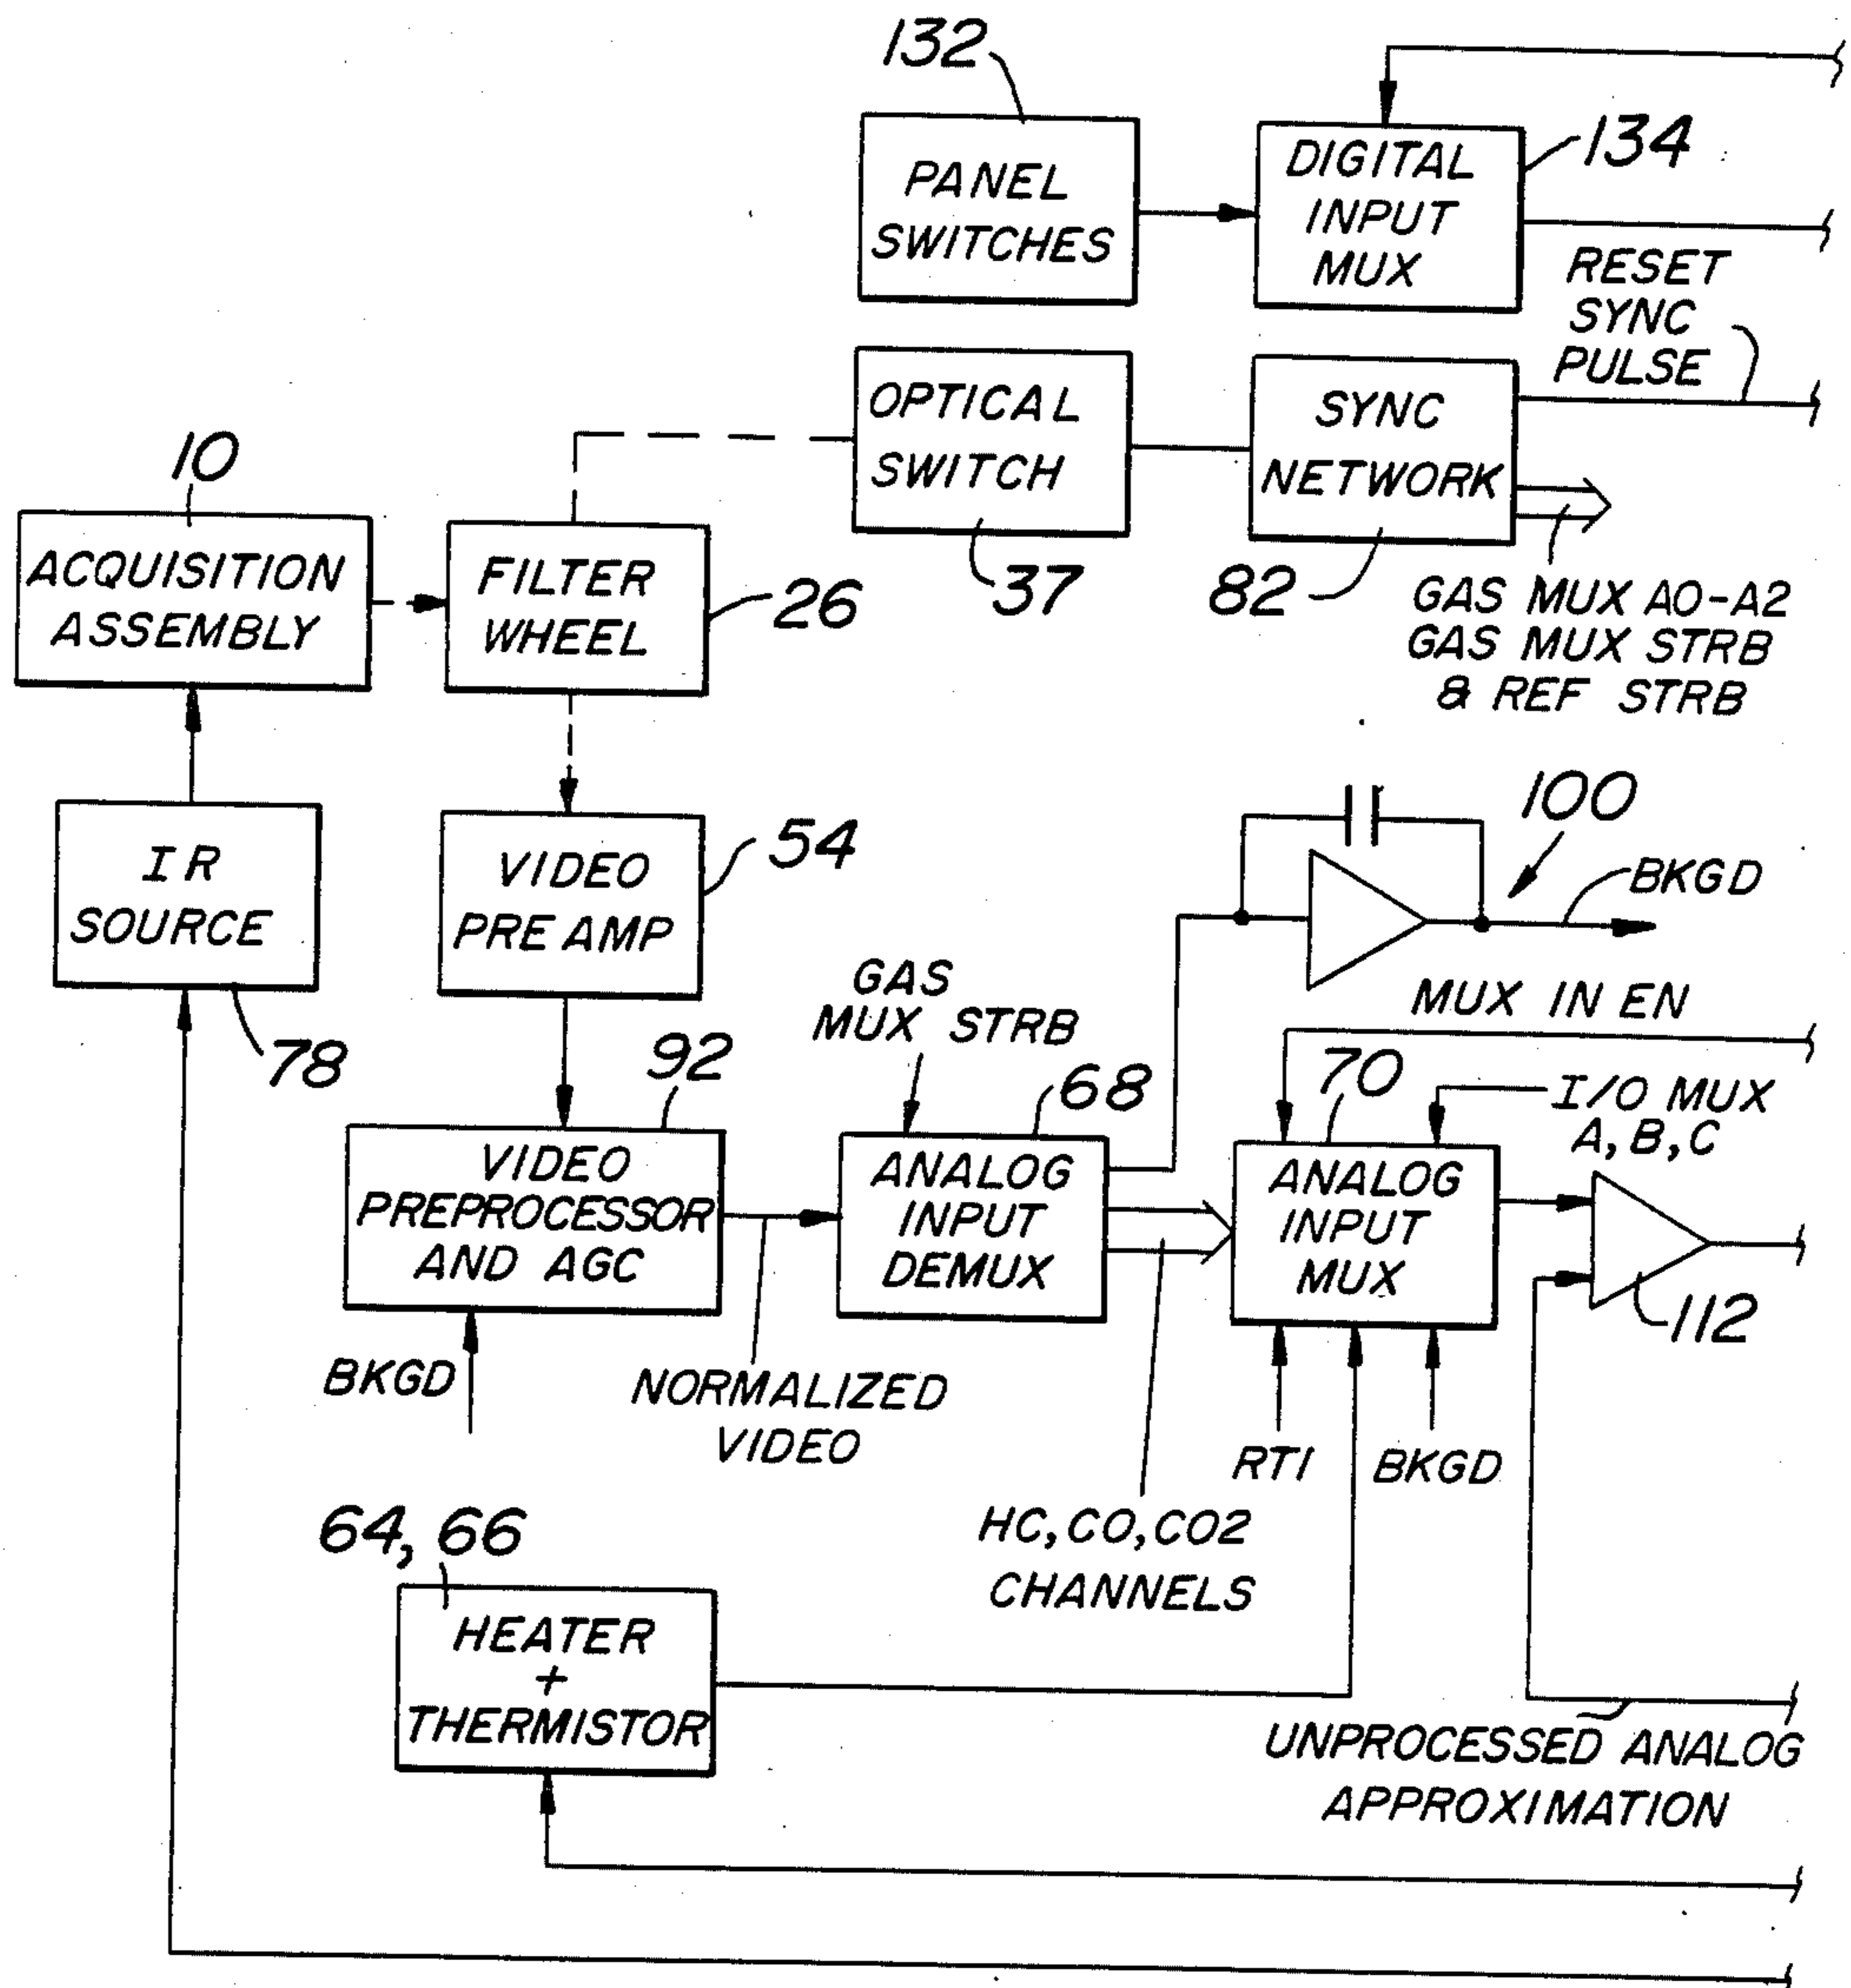 132
PANEL
SWITCHES
DIGITAL
INPUT
MUX
134
RESET
SYNC
PULSE
OPTICAL
SWITCH
37
SYNC
NETWORK
82
GAS MUX A0-A2
GAS MUX STRB
& REF STRB
10
ACQUISITION
ASSEMBLY
FILTER
WHEEL
26
IR
SOURCE
78
VIDEO
PRE AMP
54
100
BKGD
MUX IN EN
GAS
MUX STRB
92
VIDEO
PREPROCESSOR
AND AGC
BKGD
NORMALIZED
VIDEO
68
ANALOG
INPUT
DEMUX
HC, CO, CO2
CHANNELS
70
I/O MUX
A, B, C
ANALOG
INPUT
MUX
112
RT1
BKGD
64, 66
HEATER
+
THERMISTOR
UNPROCESSED ANALOG
APPROXIMATION